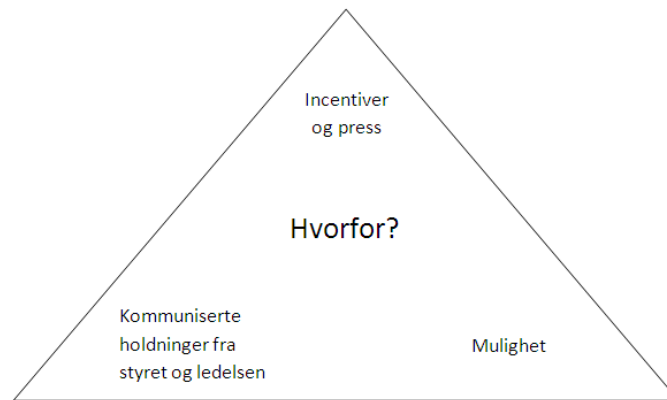 Incentiver
og press
Hvorfor?
Kommuniserte
holdninger fra
styret og ledelsen
Mulighet